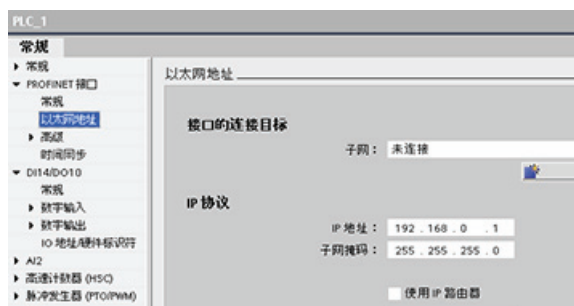 PLC_1
常规
常规
PROFINET 接口
常规
以太网地址
高级
时间同步
DI14/DO10
常规
数字输入
数字输出
IO 地址/硬件标识符
AI2
高速计数器 (HSC)
脉冲发生器 (PTO/PWM)
以太网地址
接口的连接目标
子网： 未连接
IP 协议
IP 地址： 192 . 168 . 0 . 1
子网掩码： 255 . 255 . 255 . 0
使用 IP 路由器